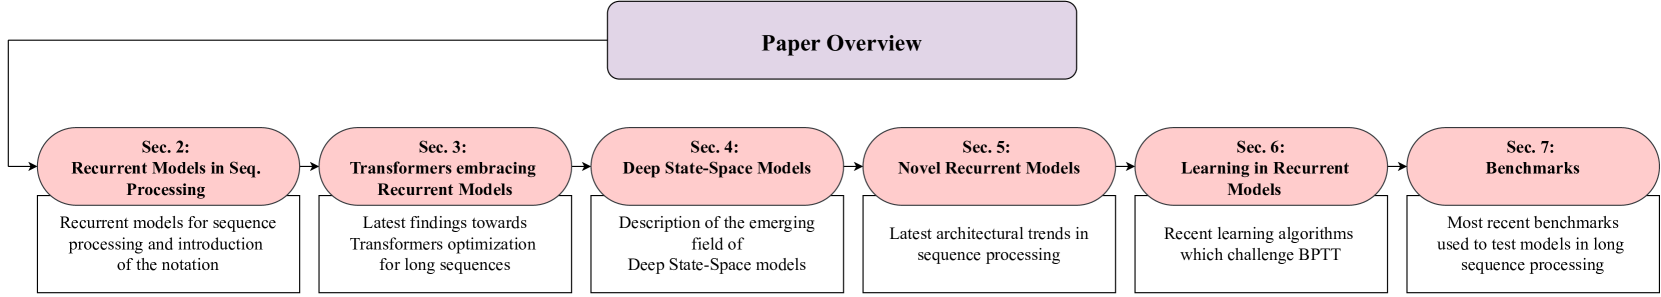 Paper Overview
Sec. 2:
Recurrent Models in Seq.
Processing
Recurrent models for sequence
processing and introduction
of the notation
Sec. 3:
Transformers embracing
Recurrent Models
Latest findings towards
Transformers optimization
for long sequences
Sec. 4:
Deep State-Space Models
Description of the emerging
field of
Deep State-Space models
Sec. 5:
Novel Recurrent Models
Latest architectural trends in
sequence processing
Sec. 6:
Learning in Recurrent
Models
Recent learning algorithms
which challenge BPTT
Sec. 7:
Benchmarks
Most recent benchmarks
used to test models in long
sequence processing